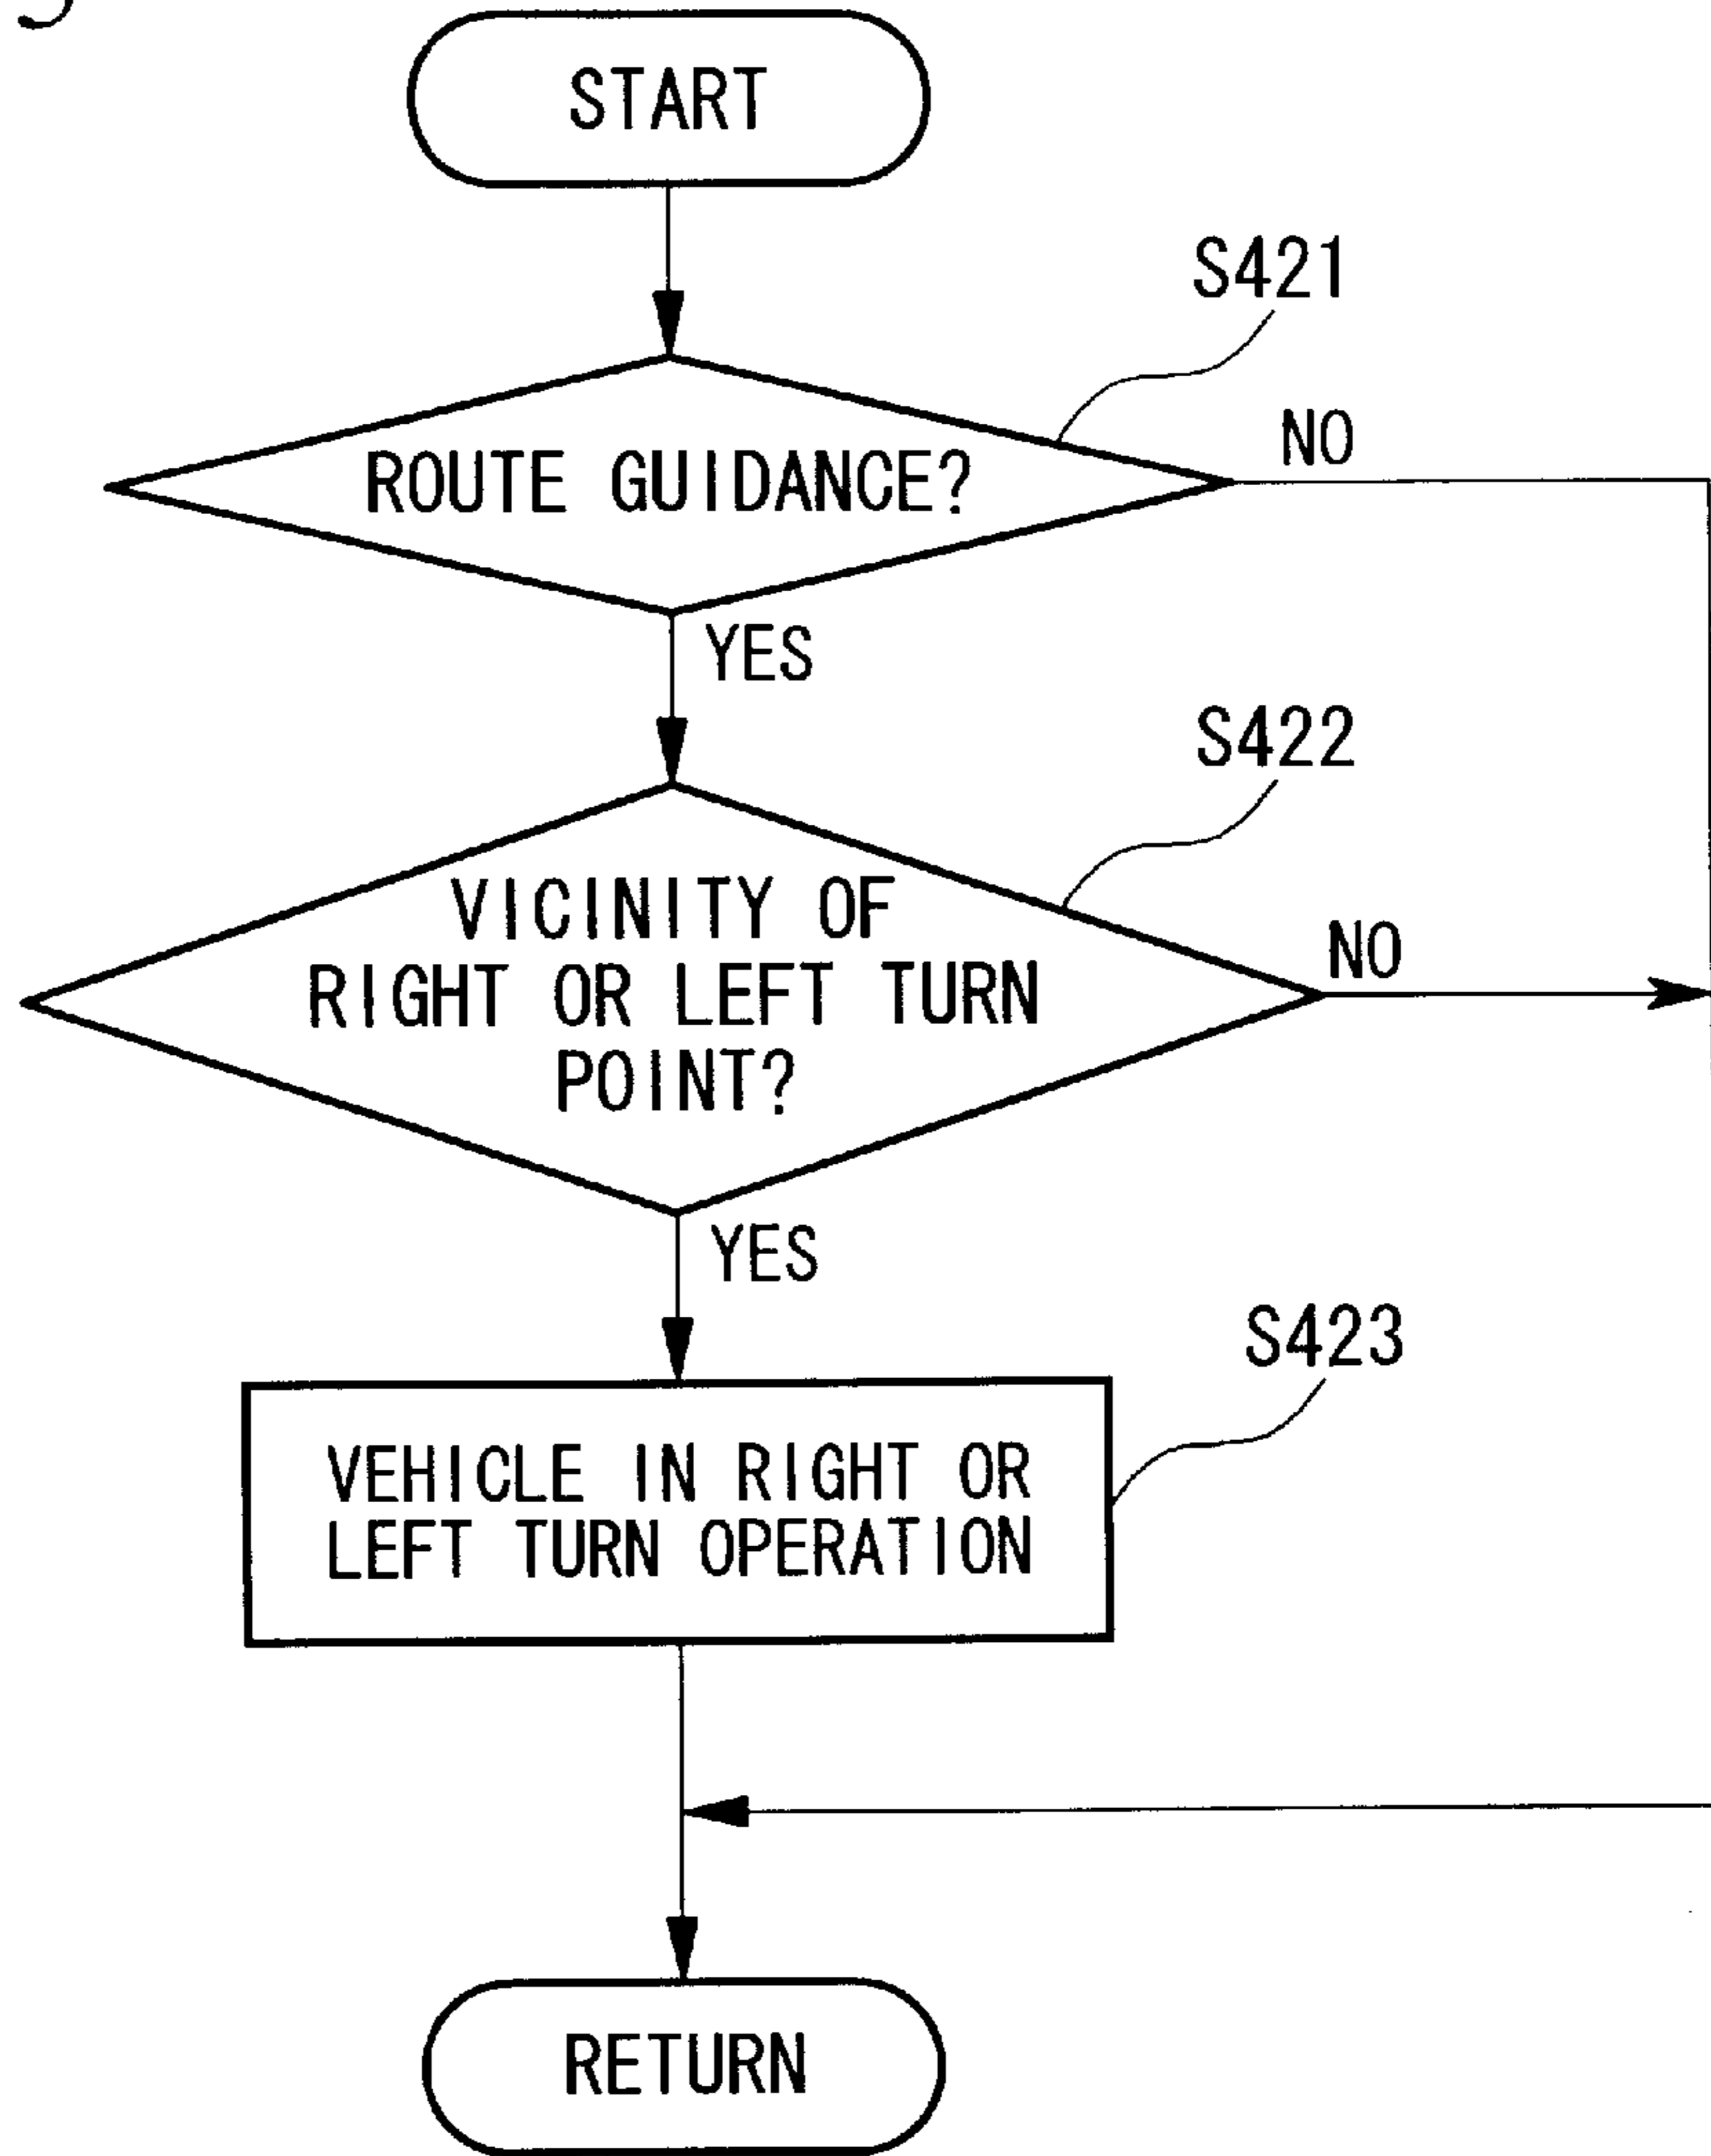 START
S421
ROUTE GUIDANCE?
NO
YES
S422
VICINITY OF
RIGHT OR LEFT TURN
POINT?
NO
YES
S423
VEHICLE IN RIGHT OR
LEFT TURN OPERATION
RETURN